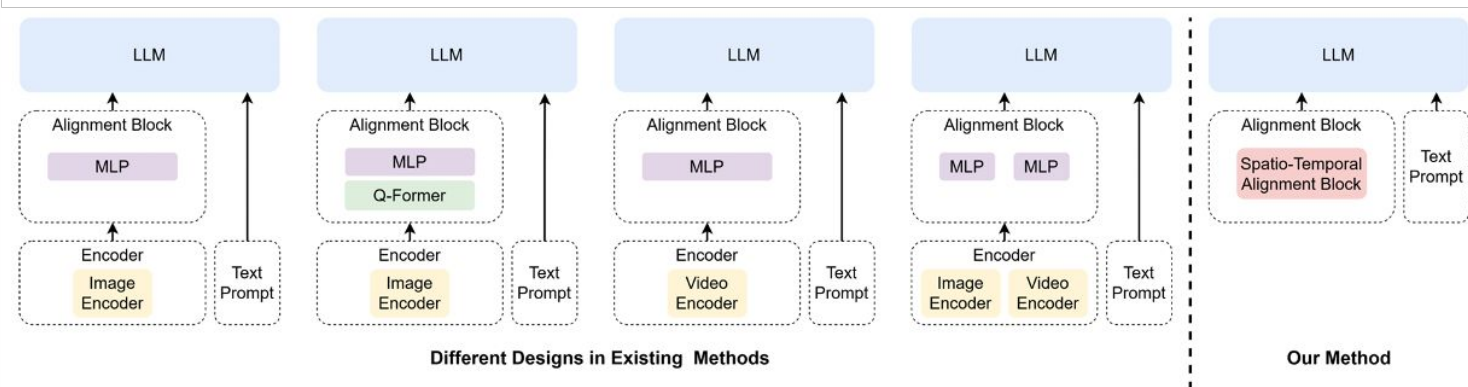 LLM
Alignment Block
MLP
Encoder
Image
Encoder
Text
Prompt
LLM
Alignment Block
MLP
Q-Former
Encoder
Image
Encoder
Text
Prompt
LLM
Alignment Block
MLP
Encoder
Video
Encoder
Text
Prompt
LLM
Alignment Block
MLP
MLP
Encoder
Image
Encoder
Video
Encoder
Text
Prompt
Different Designs in Existing Methods
LLM
Alignment Block
Spatio-Temporal
Alignment Block
Text
Prompt
Our Method